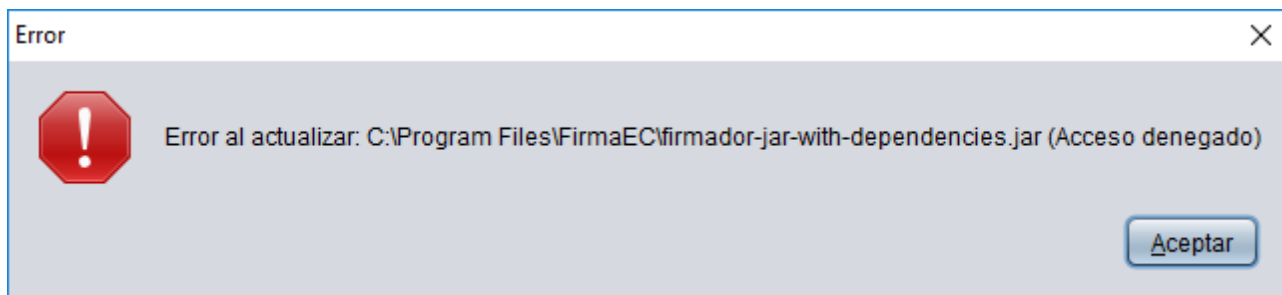 Error
Error al actualizar: C:\Program Files\FirmaEC\firmador-jar-with-dependencies.jar (Acceso denegado)
Aceptar